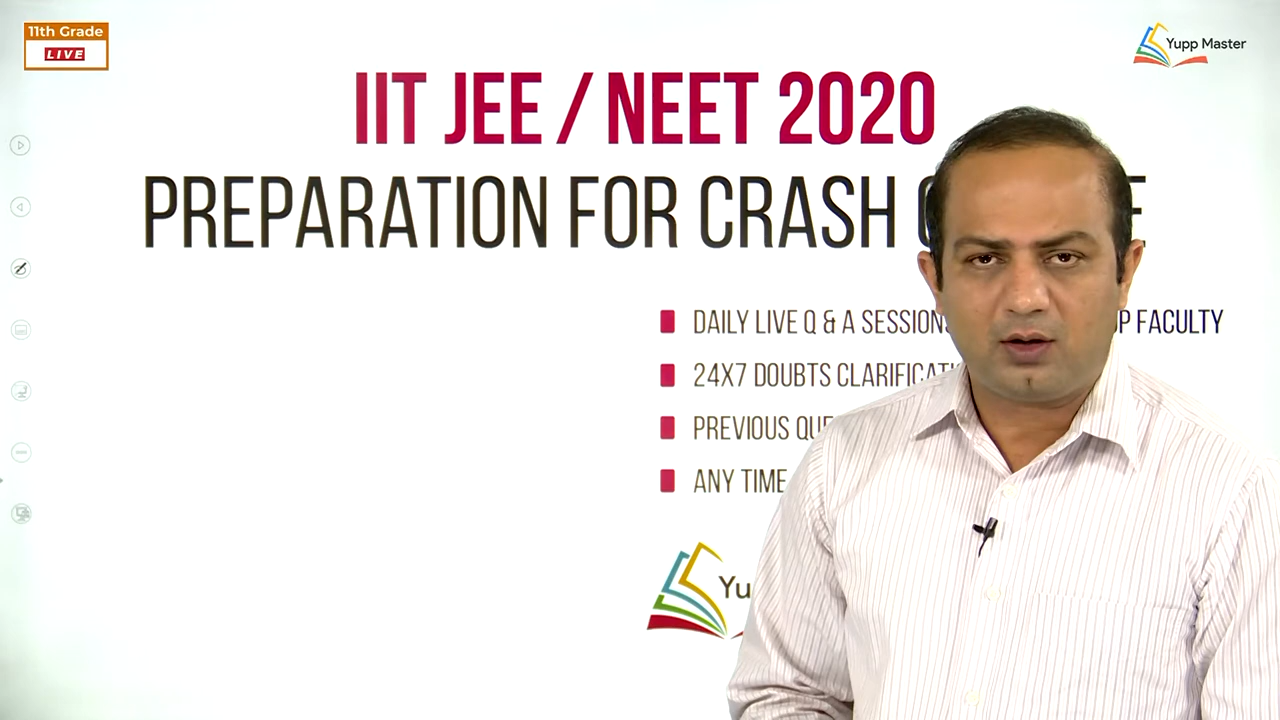 11th Grade
LIVE
Yupp Master
IIT JEE / NEET 2020
PREPARATION FOR CRASH
DAILY LIVE Q & A SESSIONS FACULTY
24X7 DOUBTS
PREVIOUS
ANY TIME